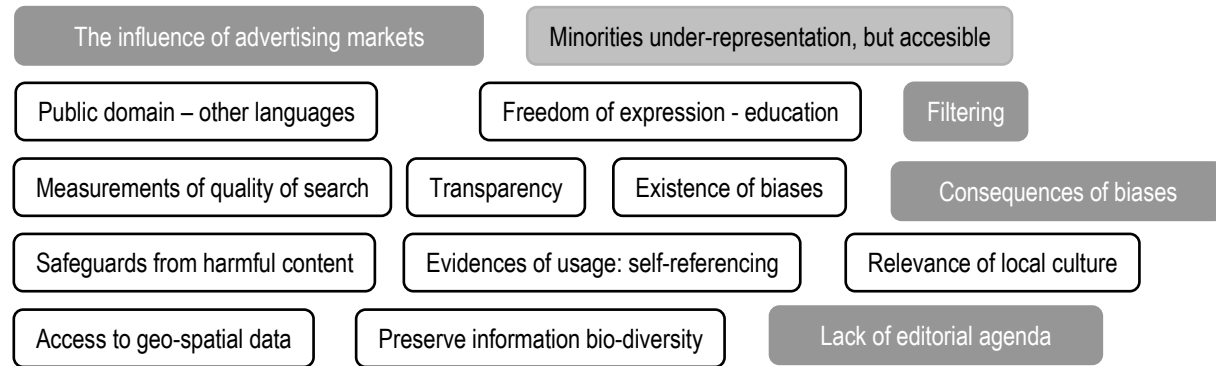 The influence of advertising markets
Minorities under-representation, but accesible
Public domain – other languages
Freedom of expression - education
Filtering
Measurements of quality of search
Transparency
Existence of biases
Consequences of biases
Safeguards from harmful content
Evidences of usage: self-referencing
Relevance of local culture
Access to geo-spatial data
Preserve information bio-diversity
Lack of editorial agenda